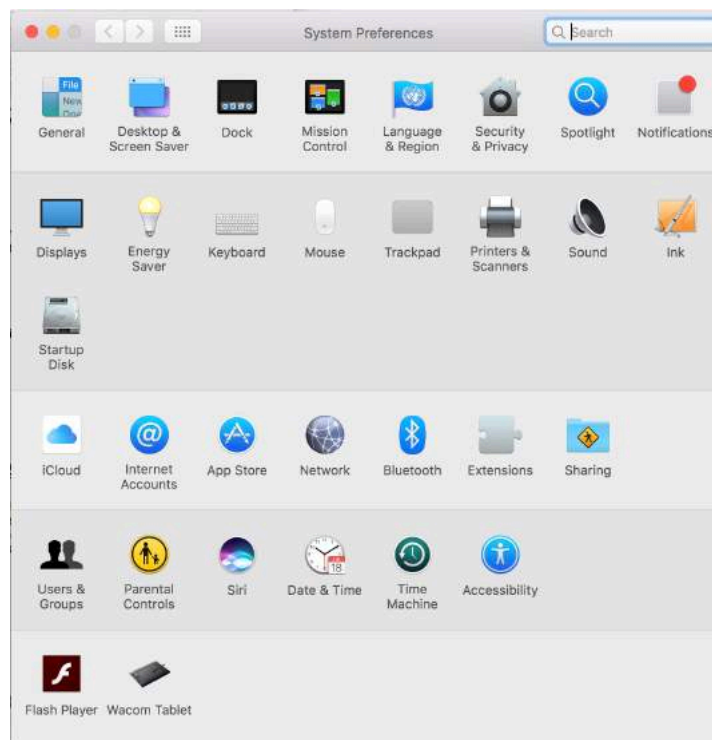 System Preferences
Search
File
New
General
Desktop &
Screen Saver
Dock
Mission
Control
Language
& Region
Security
& Privacy
Spotlight
Notifications
Displays
Energy
Saver
Keyboard
Mouse
Trackpad
Printers &
Scanners
Sound
Ink
Startup
Disk
iCloud
@
Internet
Accounts
App Store
Network
Bluetooth
Extensions
Sharing
Users &
Groups
Parental
Controls
Siri
18
Date & Time
Time
Machine
Accessibility
Flash Player
Wacom Tablet